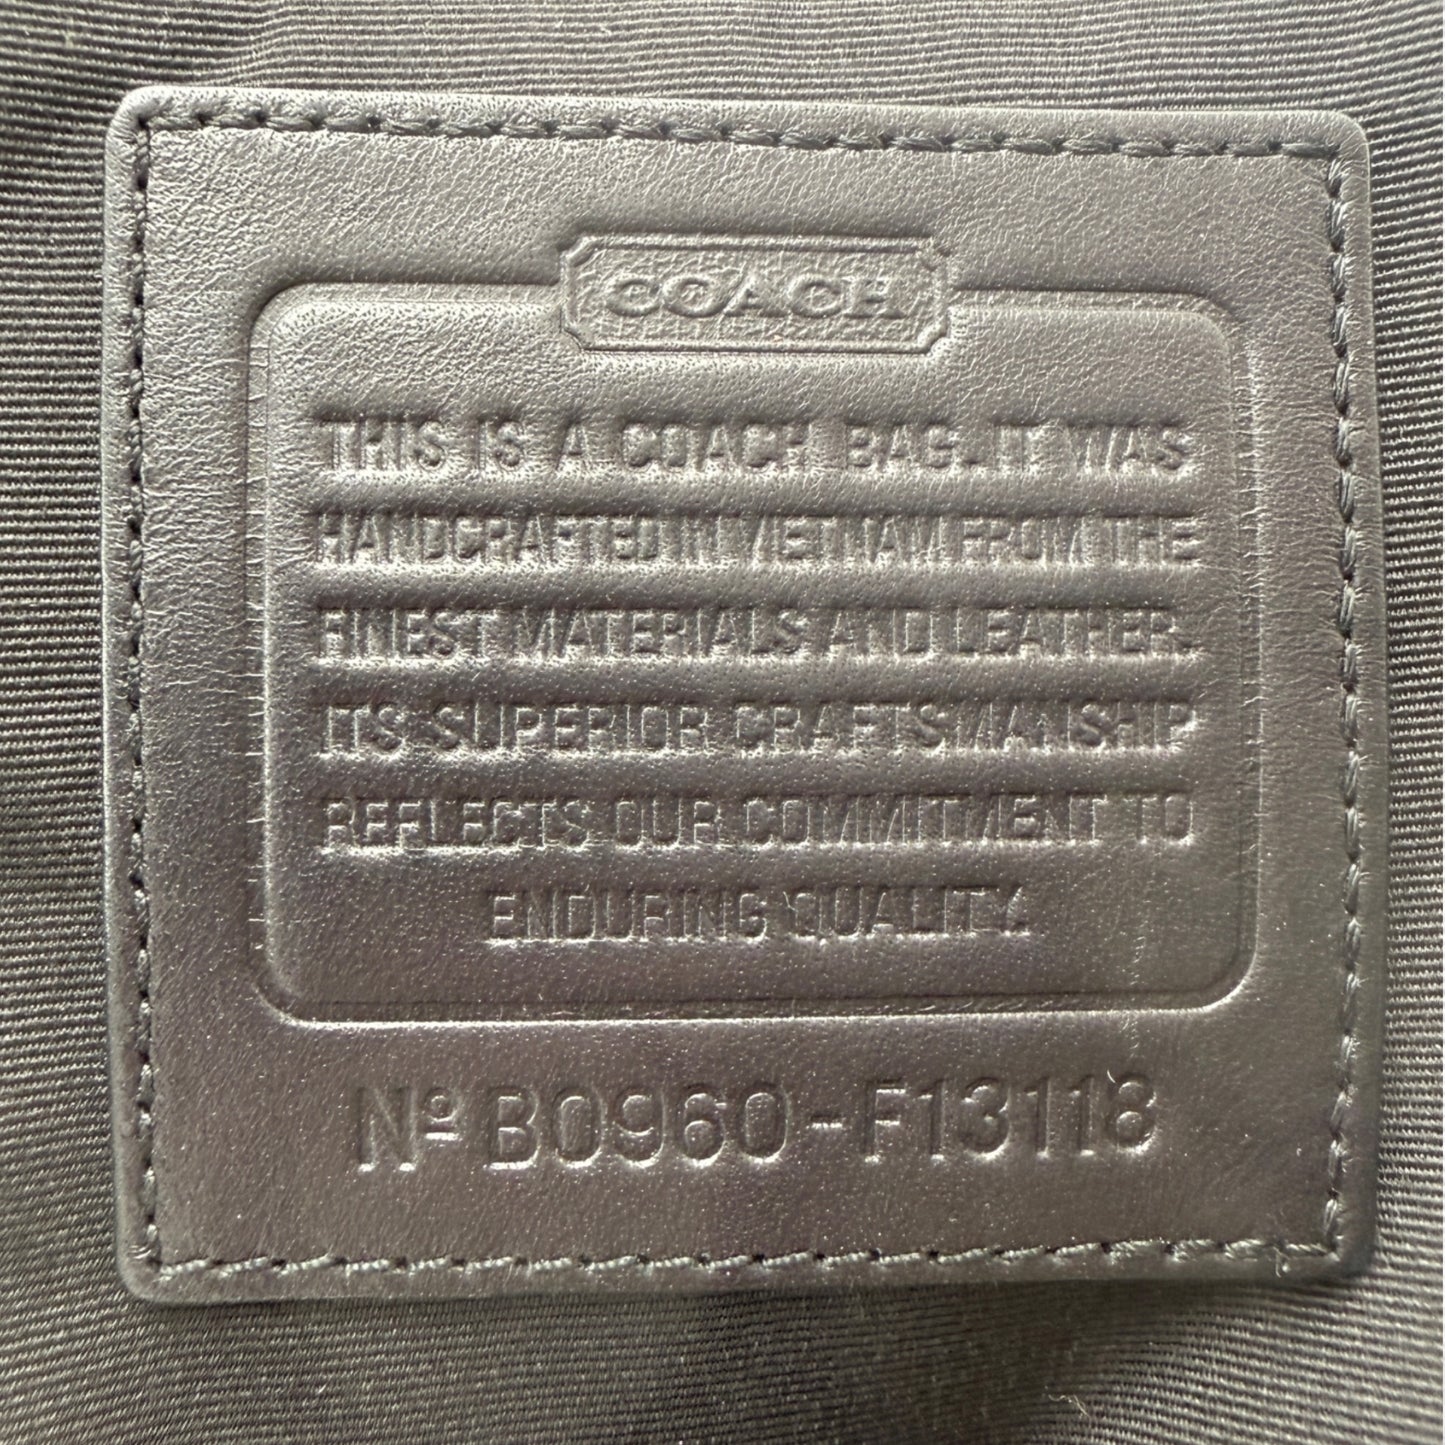 COACH
THIS IS A COACH BAG. IT WAS
HANDCRAFTED IN VIETNAM FROM THE
FINEST MATERIALS AND LEATHER.
ITS SUPERIOR CRAFTSMANSHIP
REFLECTS OUR COMMITMENT TO
ENDURING QUALITY.
Nº B0960-F13118